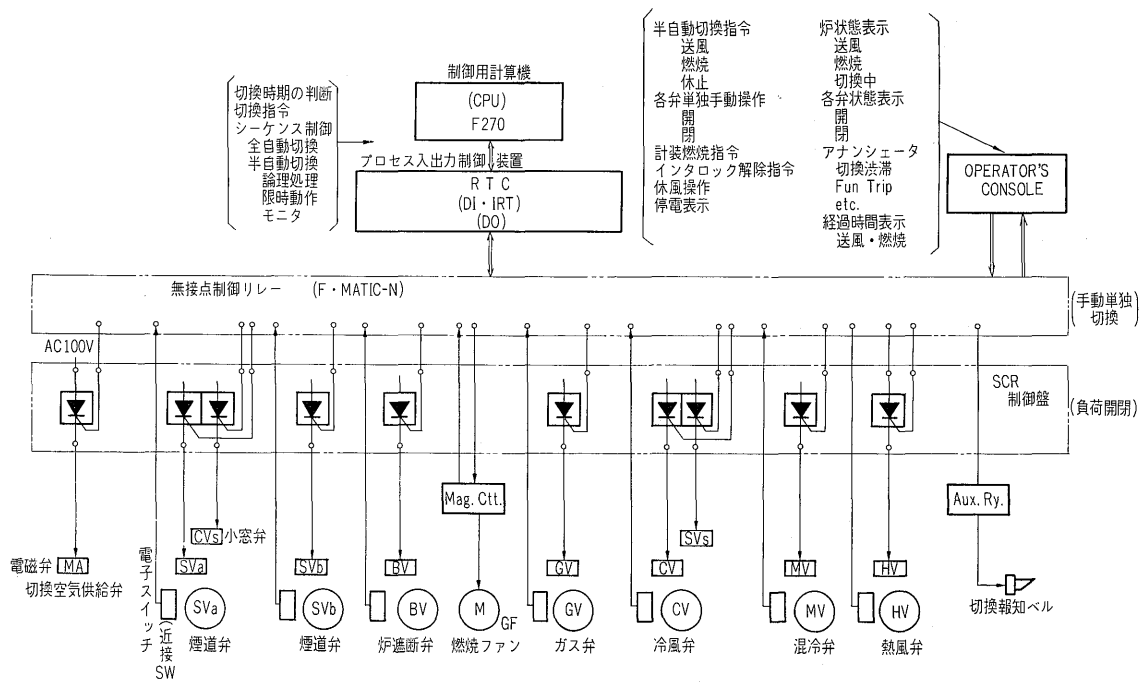 半自動切換指令
送風
燃焼
休止
各弁単独手動操作
開
閉
計装燃焼指令
インタロック解除指令
休風操作
停電表示
炉状態表示
送風
燃焼
切換中
各弁状態表示
開
閉
アナンシェータ
切換渋滞
Fun Trip
etc.
経過時間表示
送風・燃焼
制御用計算機
(CPU)
F270
切換時期の判断
切換指令
シーケンス制御
全自動切換
半自動切換
論理処理
限時動作
モニタ
プロセス入出力制御装置
RTC
(DI・IRT)
(DO)
OPERATOR'S
CONSOLE
無接点制御リレー (F・MATIC-N)
(手動単独
切換)
AC100V
SCR
制御盤
(負荷開閉)
Mag. Ctt.
Aux. Ry.
CVs 小窓弁
SVs
電磁弁 MA
SVa
SVb
BV
GV
CV
MV
HV
切換空気供給弁
切換報知ベル
電子スイッチ
(近接SW
SVa
SVb
BV
M
GF
GV
CV
MV
HV
煙道弁
煙道弁
炉遮断弁
燃焼ファン
ガス弁
冷風弁
混冷弁
熱風弁